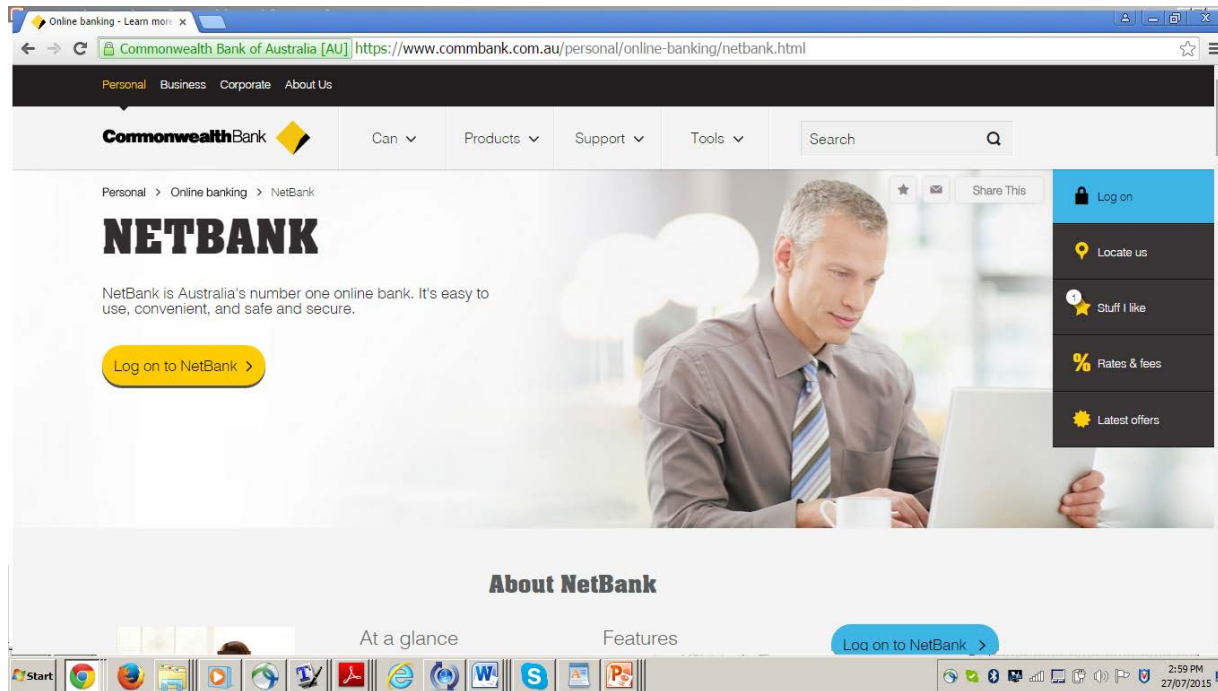 Online banking - Learn more
Commonwealth Bank of Australia [AU] https://www.commbank.com.au/personal/online-banking/netbank.html
Personal Business Corporate About Us
CommonwealthBank Can Products Support Tools Search
Personal > Online banking > NetBank
Share This
Log on
NETBANK
Locate us
NetBank is Australia's number one online bank. It's easy to
use, convenient, and safe and secure.
1
Stuff I like
Log on to NetBank >
% Rates & fees
Latest offers
About NetBank
At a glance Features Log on to NetBank >
Start
2:59 PM
27/07/2015